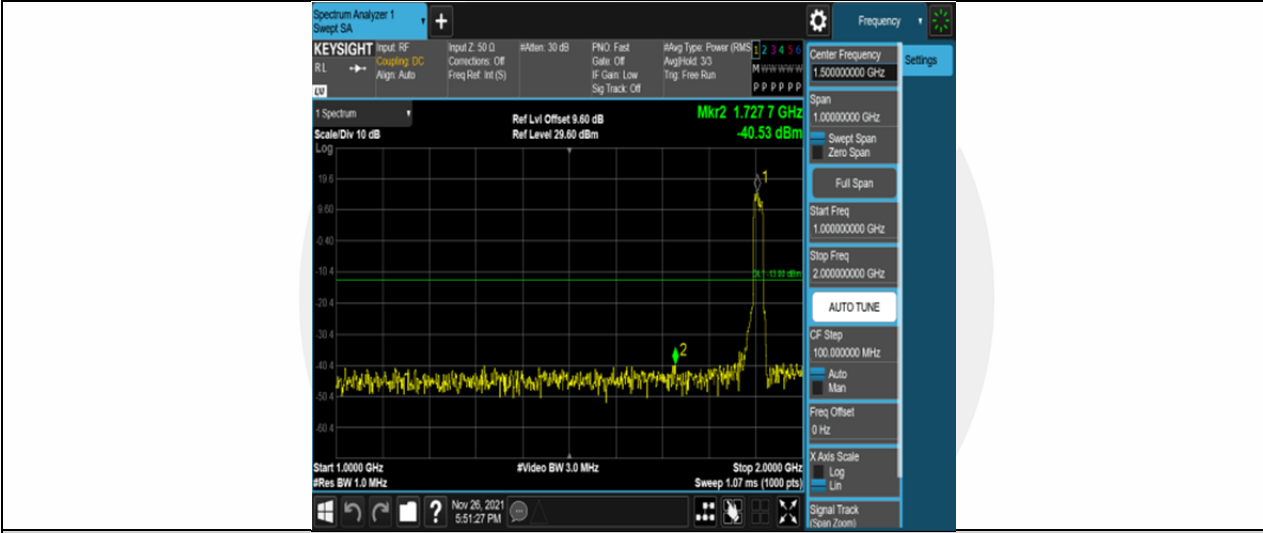 Spectrum Analyzer 1
Swept SA
+
Frequency
KEYSIGHT
Input: RF
Coupling: DC
Align: Auto
RL
LV
Input Z: 50 Ω
Corrections: Off
Freq Ref: Int (S)
#Atten: 30 dB
PNO: Fast
Gate: Off
IF Gain: Low
Sig Track: Off
#Avg Type: Power (RMS
Avg|Hold: 3/3
Trig: Free Run
1 2 3 4 5 6
M W W W W W
P P P P P P
Center Frequency
1.500000000 GHz
Settings
1 Spectrum
Scale/Div 10 dB
Log
Ref Lvl Offset 9.60 dB
Ref Level 29.60 dBm
Mkr2 1.727 7 GHz
-40.53 dBm
Span
1.00000000 GHz
Swept Span
Zero Span
Full Span
Start Freq
1.000000000 GHz
Stop Freq
2.000000000 GHz
AUTO TUNE
CF Step
100.000000 MHz
Auto
Man
Freq Offset
0 Hz
X Axis Scale
Log
Lin
Signal Track
(Span Zoom)
19.6
9.60
-0.40
-10.4
-20.4
-30.4
-40.4
-50.4
-60.4
1
DL1 -13.00 dBm
2
Start 1.0000 GHz
#Res BW 1.0 MHz
#Video BW 3.0 MHz
Stop 2.0000 GHz
Sweep 1.07 ms (1000 pts)
?
Nov 26, 2021
5:51:27 PM